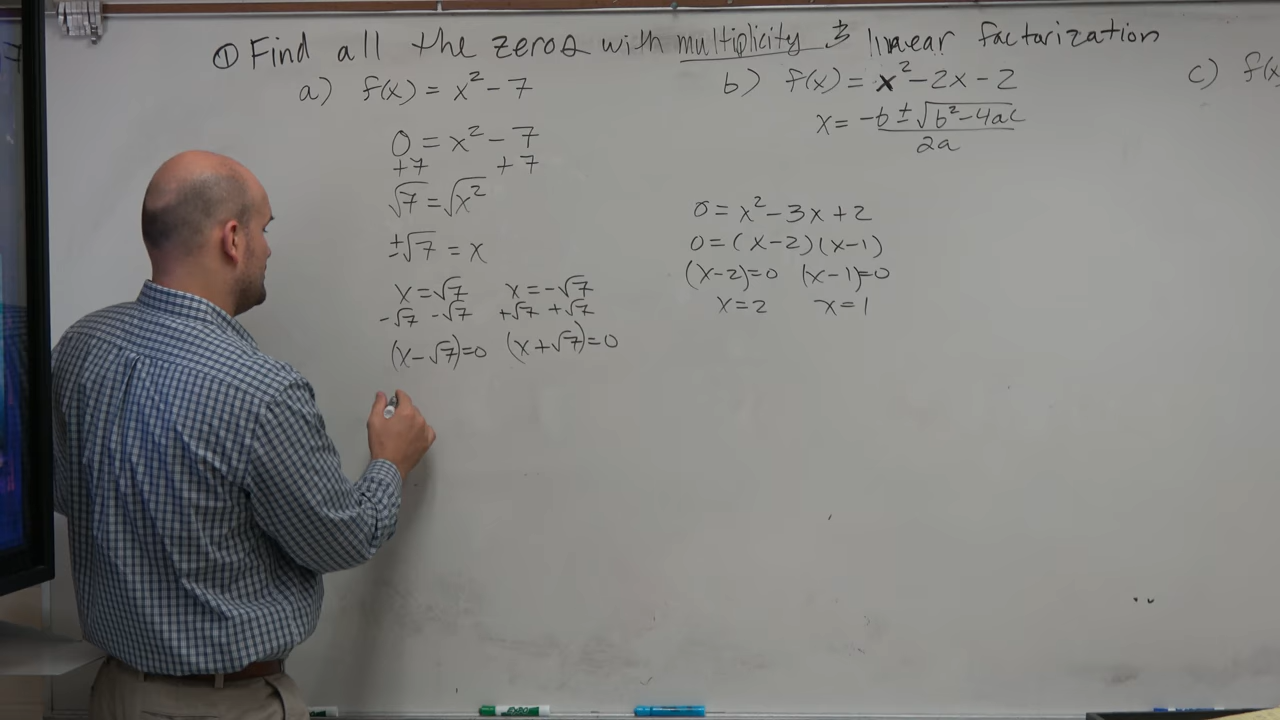 ① Find all the zeros with multiplicity & linear factorization
a) f(x) = x² - 7
0 = x² - 7
+7 +7
√7 = √x²
±√7 = x
x = √7 x = -√7
-√7 -√7 +√7 +√7
(x - √7) = 0 (x + √7) = 0
b) f(x) = x² - 2x - 2
x = -b ± √b² - 4ac
2a
0 = x² - 3x + 2
0 = (x - 2)(x - 1)
(x - 2) = 0 (x - 1) = 0
x = 2 x = 1
c) f(x
EXPO